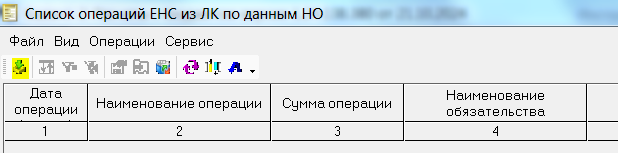 Список операций ЕНС из ЛК по данным НО
Файл Вид Операции Сервис
Дата операции
Наименование операции
Сумма операции
Наименование обязательства
1 2 3 4